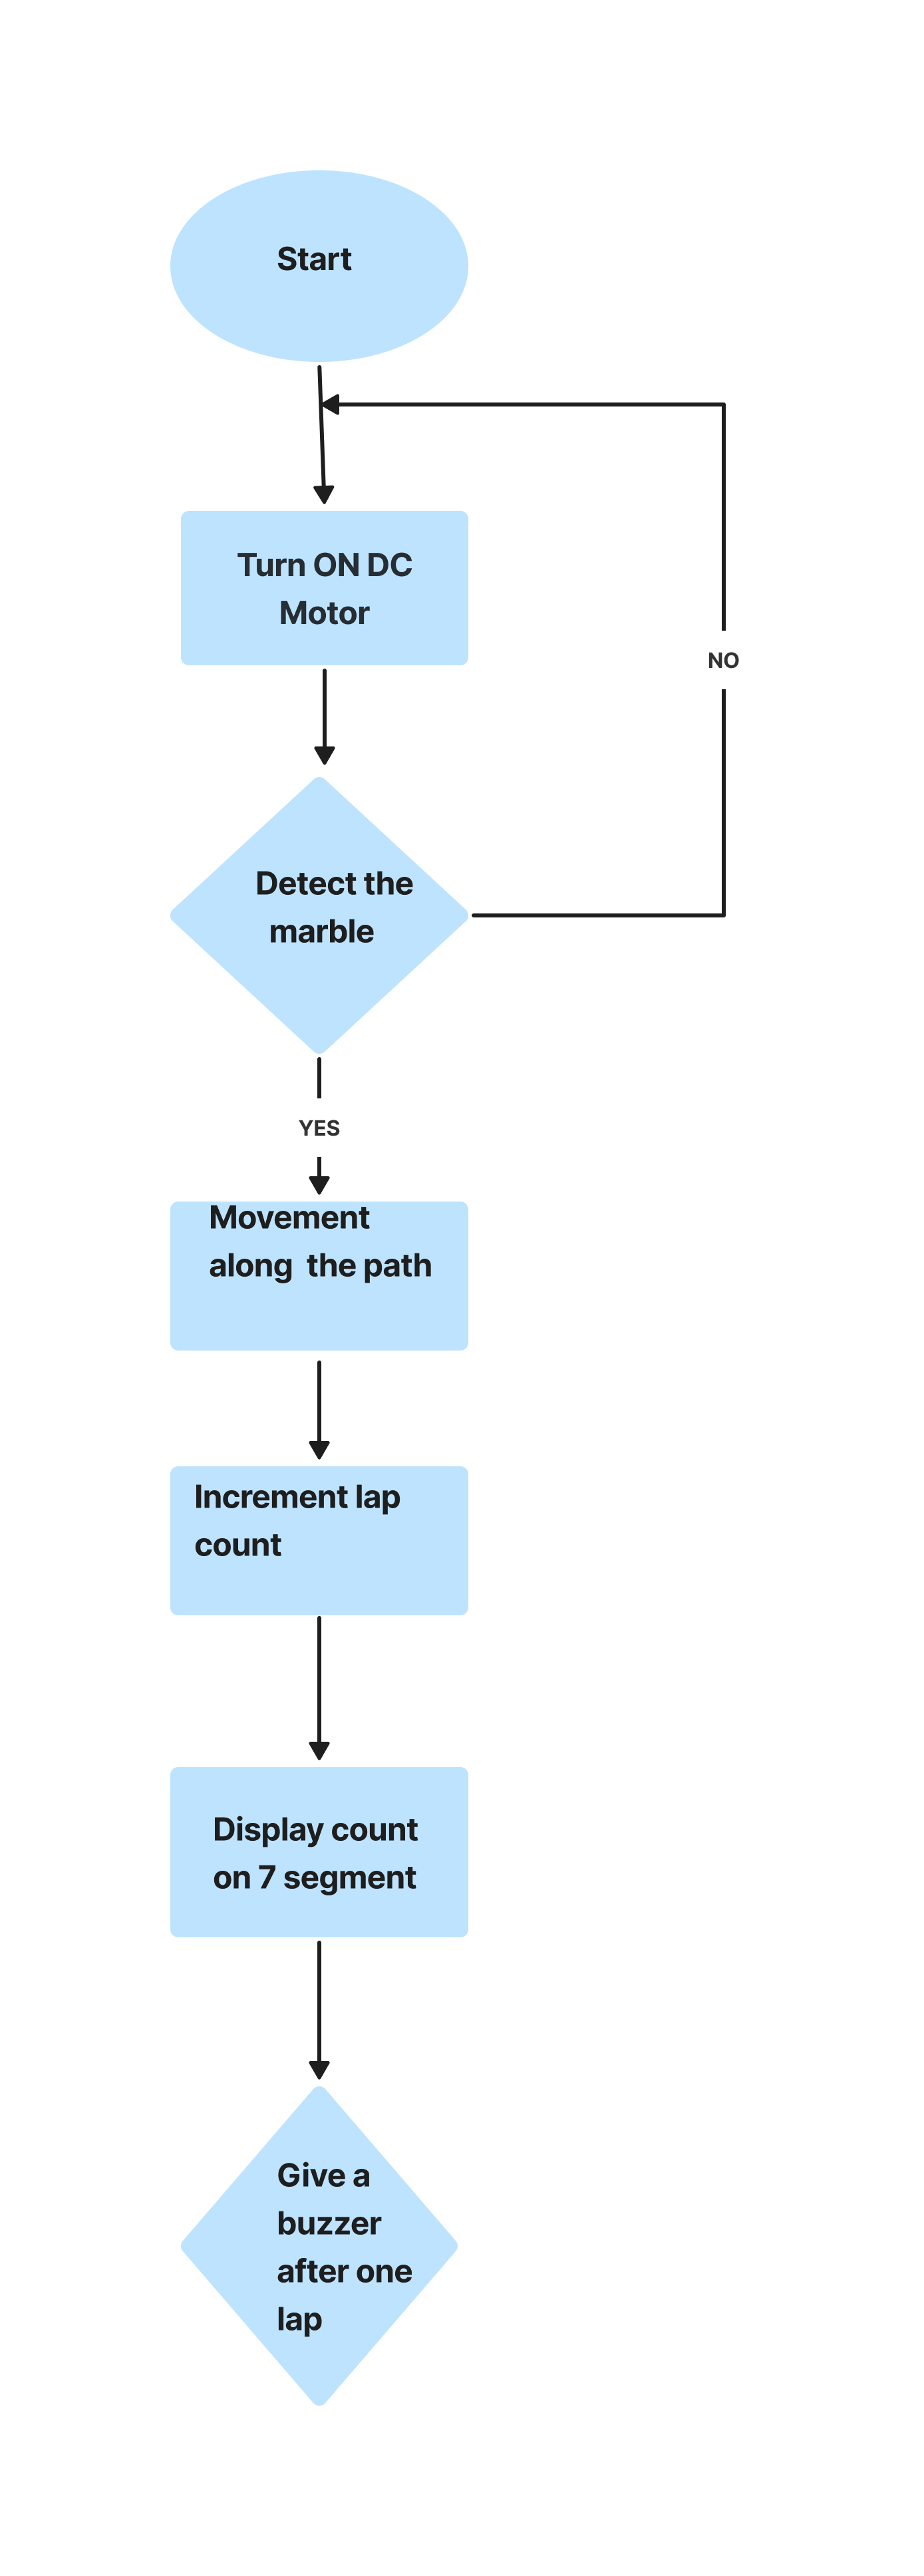 Start
Turn ON DC
Motor
NO
Detect the
marble
YES
Movement
along  the path
Increment lap
count
Display count
on 7 segment
Give a
buzzer
after one
lap